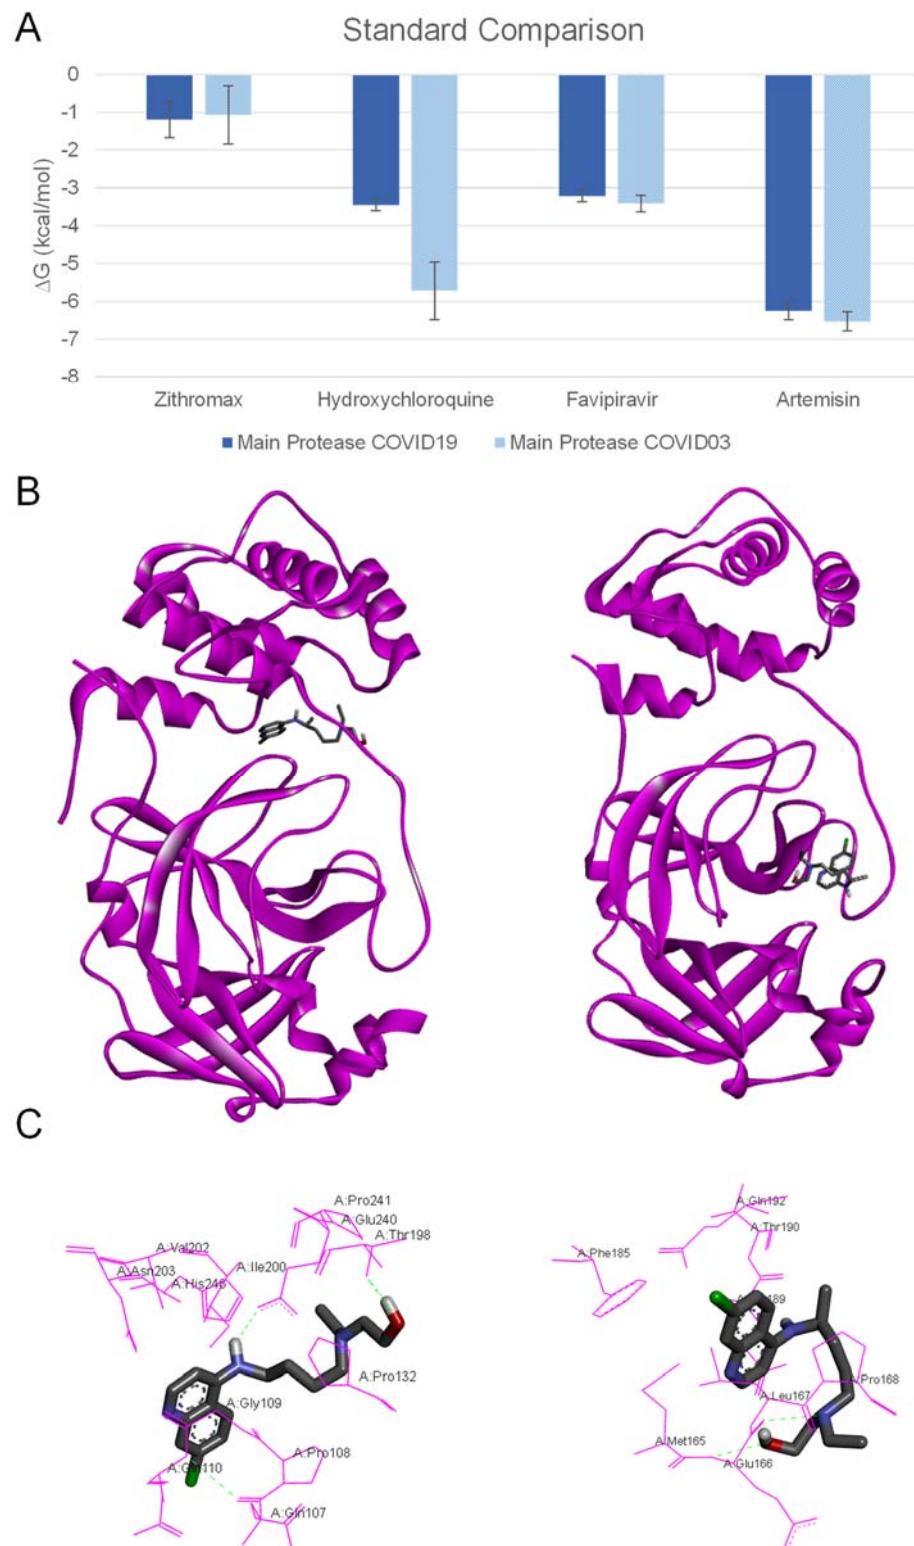 A
Standard Comparison
0
-1
-2
-3
-4
-5
-6
-7
-8
ΔG (kcal/mol)
Zithromax Hydroxychloroquine Favipiravir Artemisin
Main Protease COVID19 Main Protease COVID03
B
C
A:Pro241
A:Glu240
A:Thr198
A:Val202
A:Ile200
A:Asn203
A:His246
A:Pro132
A:Gly109
A:Pro108
A:Gln110
A:Gln107
A:Gln192
A:Thr190
A:Phe185
A:Pro168
A:Leu167
A:Met165
A:Glu166